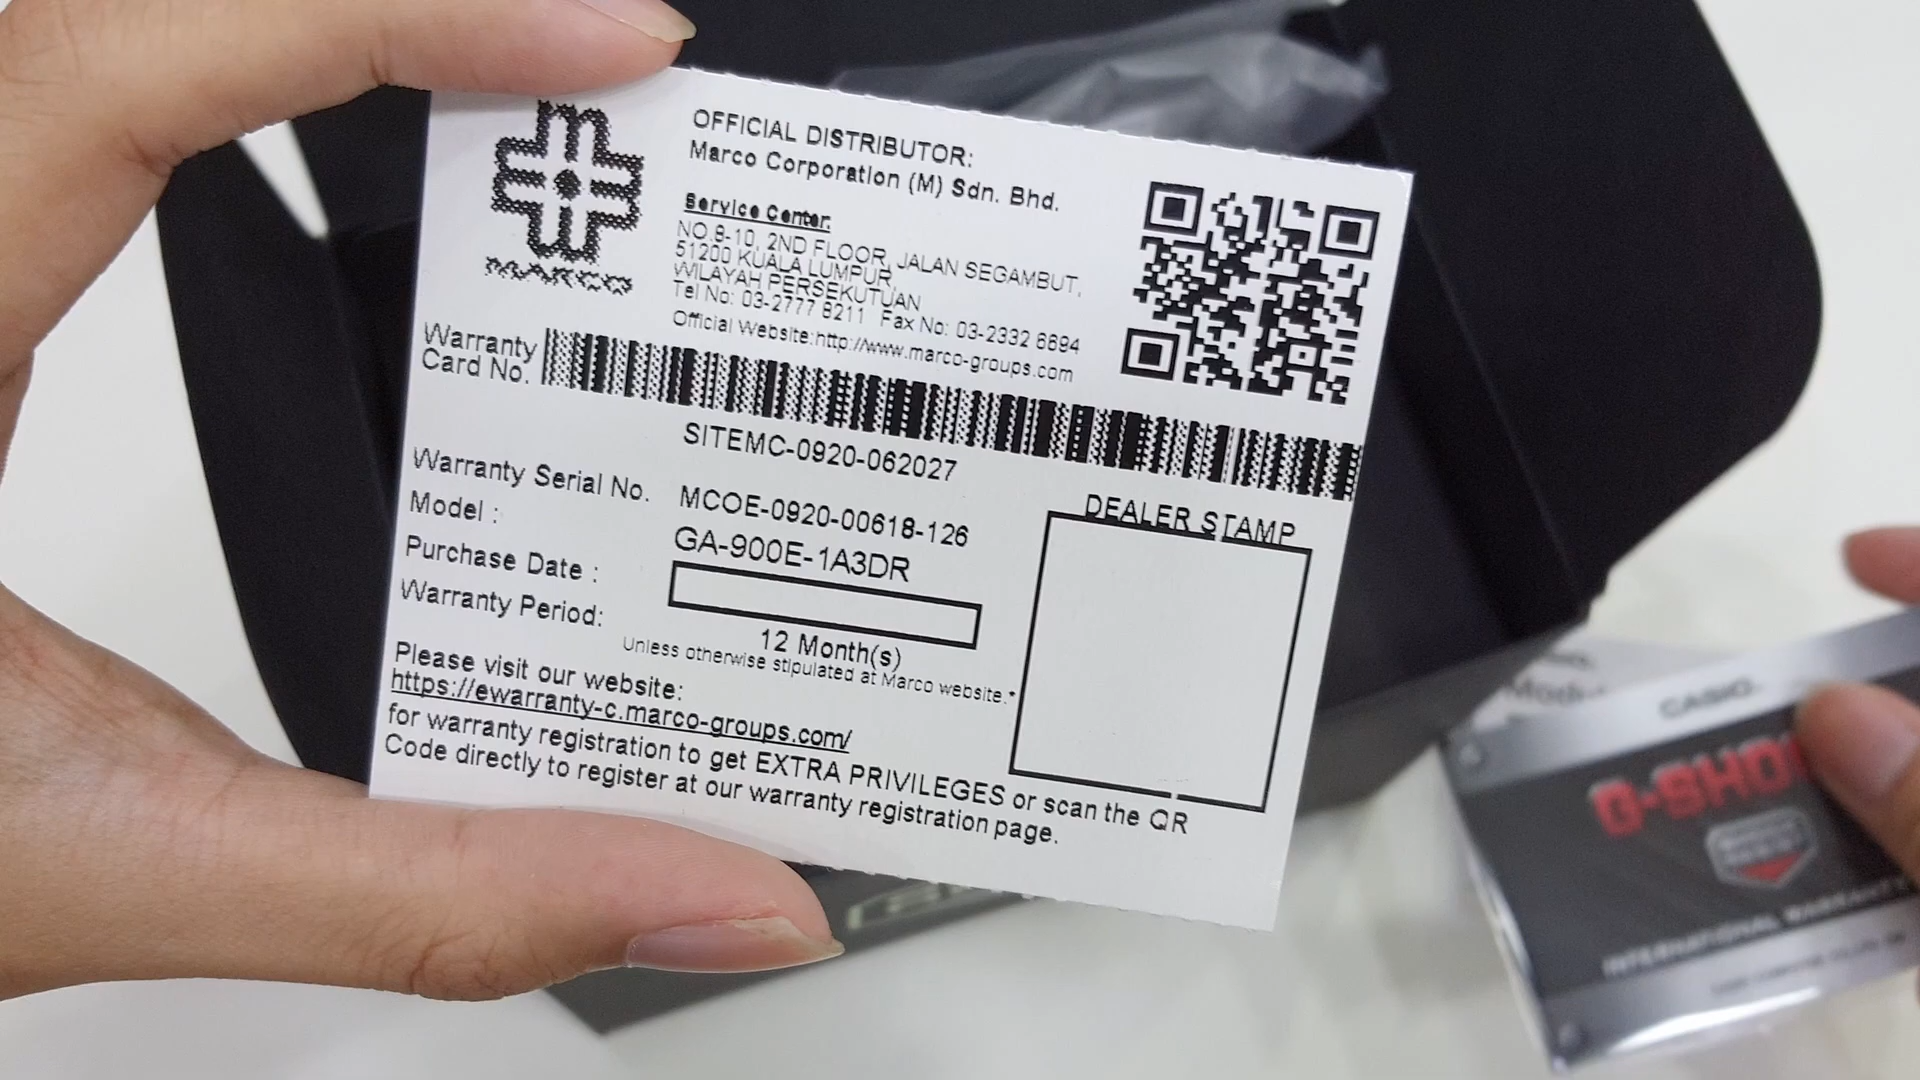 MARCO
OFFICIAL DISTRIBUTOR:
Marco Corporation (M) Sdn. Bhd.
Service Center:
NO.8-10, 2ND FLOOR, JALAN SEGAMBUT,
51200 KUALA LUMPUR,
WILAYAH PERSEKUTUAN
Tel No: 03-2777 8211 Fax No: 03-2332 6694
Official Website:http://www.marco-groups.com
Warranty
Card No.
SITEMC-0920-062027
Warranty Serial No. MCOE-0920-00618-126
Model : GA-900E-1A3DR
Purchase Date :
Warranty Period: 12 Month(s)
Unless otherwise stipulated at Marco website.*
DEALER STAMP
Please visit our website:
https://ewarranty-c.marco-groups.com/
for warranty registration to get EXTRA PRIVILEGES or scan the QR
Code directly to register at our warranty registration page.
CASIO
G-SHO
INTERNATIONAL WARRANTY